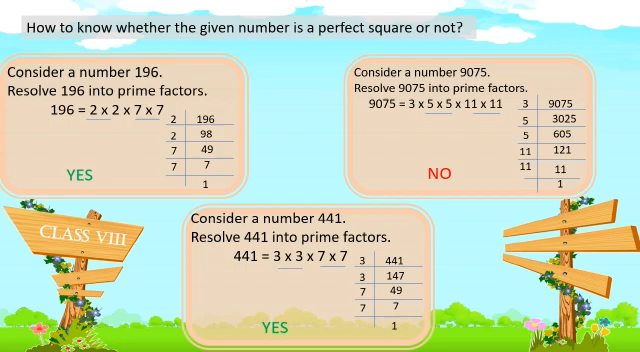 How to know whether the given number is a perfect square or not?
Consider a number 196.
Resolve 196 into prime factors.
196 = 2 x 2 x 7 x 7
2 196
2 98
7 49
7 7
1
YES
Consider a number 9075.
Resolve 9075 into prime factors.
9075 = 3 x 5 x 5 x 11 x 11
3 9075
5 3025
5 605
11 121
11 11
1
NO
CLASS VIII
Consider a number 441.
Resolve 441 into prime factors.
441 = 3 x 3 x 7 x 7
3 441
3 147
7 49
7 7
1
YES